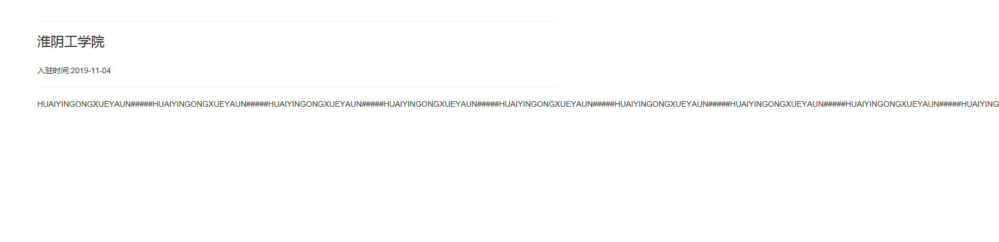 淮阴工学院
入驻时间:2019-11-04
HUAIYINGONGXUEYAUN#####HUAIYINGONGXUEYAUN#####HUAIYINGONGXUEYAUN#####HUAIYINGONGXUEYAUN#####HUAIYINGONGXUEYAUN#####HUAIYINGONGXUEYAUN#####HUAIYINGONGXUEYAUN#####HUAIYINGONGXUEYAUN#####HUAIYING